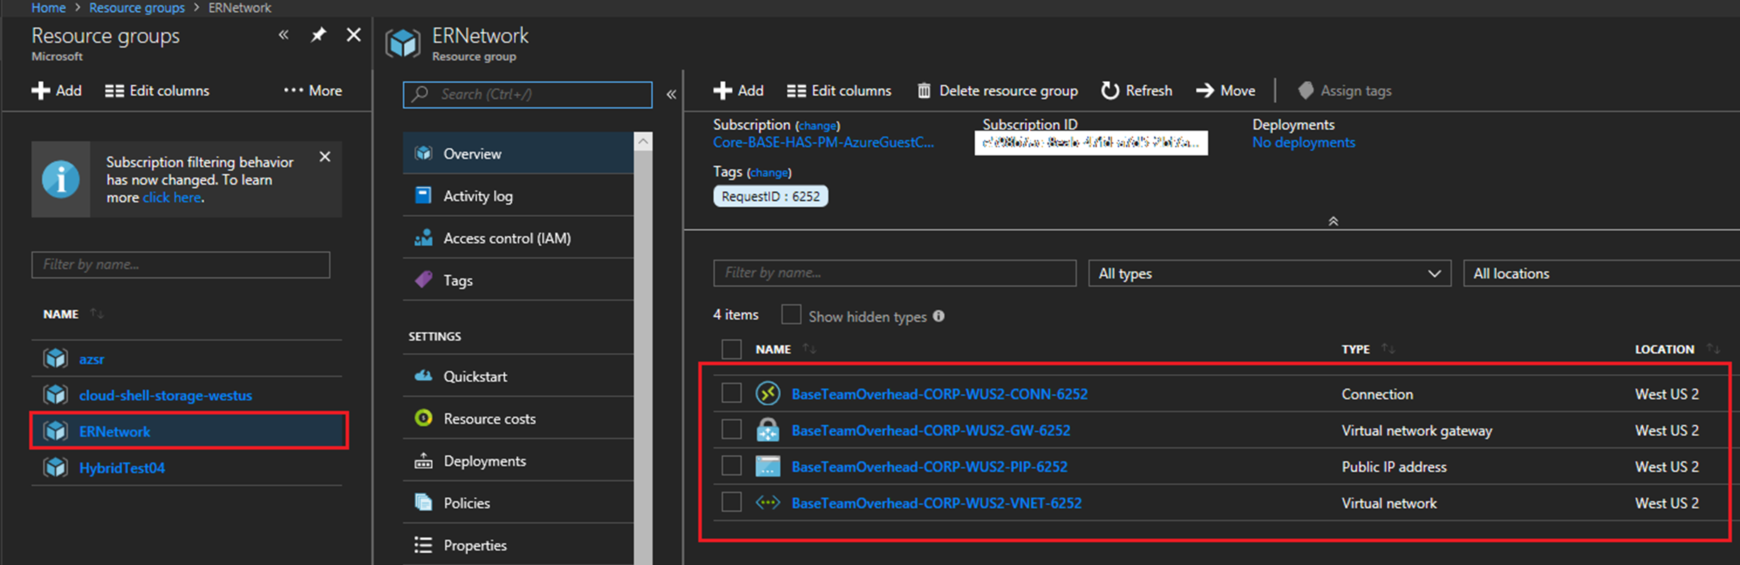 Home > Resource groups > ERNetwork
Resource groups
Microsoft
Add Edit columns ··· More
Subscription filtering behavior
has now changed. To learn
more click here.
Filter by name...
NAME
azsr
cloud-shell-storage-westus
ERNetwork
HybridTest04
ERNetwork
Resource group
Search (Ctrl+/)
Overview
Activity log
Access control (IAM)
Tags
SETTINGS
Quickstart
Resource costs
Deployments
Policies
Properties
Add Edit columns Delete resource group Refresh Move Assign tags
Subscription (change) Subscription ID Deployments
Core-BASE-HAS-PM-AzureGuestC... No deployments
Tags (change)
RequestID : 6252
Filter by name... All types All locations
4 items Show hidden types
NAME TYPE LOCATION
BaseTeamOverhead-CORP-WUS2-CONN-6252 Connection West US 2
BaseTeamOverhead-CORP-WUS2-GW-6252 Virtual network gateway West US 2
BaseTeamOverhead-CORP-WUS2-PIP-6252 Public IP address West US 2
BaseTeamOverhead-CORP-WUS2-VNET-6252 Virtual network West US 2